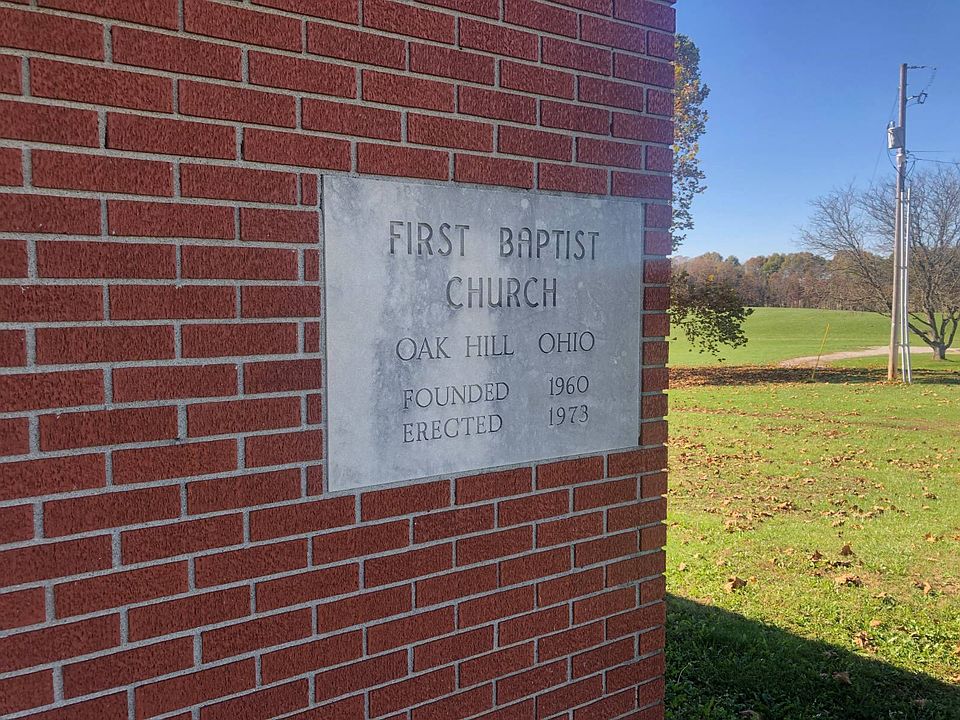 FIRST BAPTIST
CHURCH
OAK HILL OHIO
FOUNDED 1960
ERECTED 1973